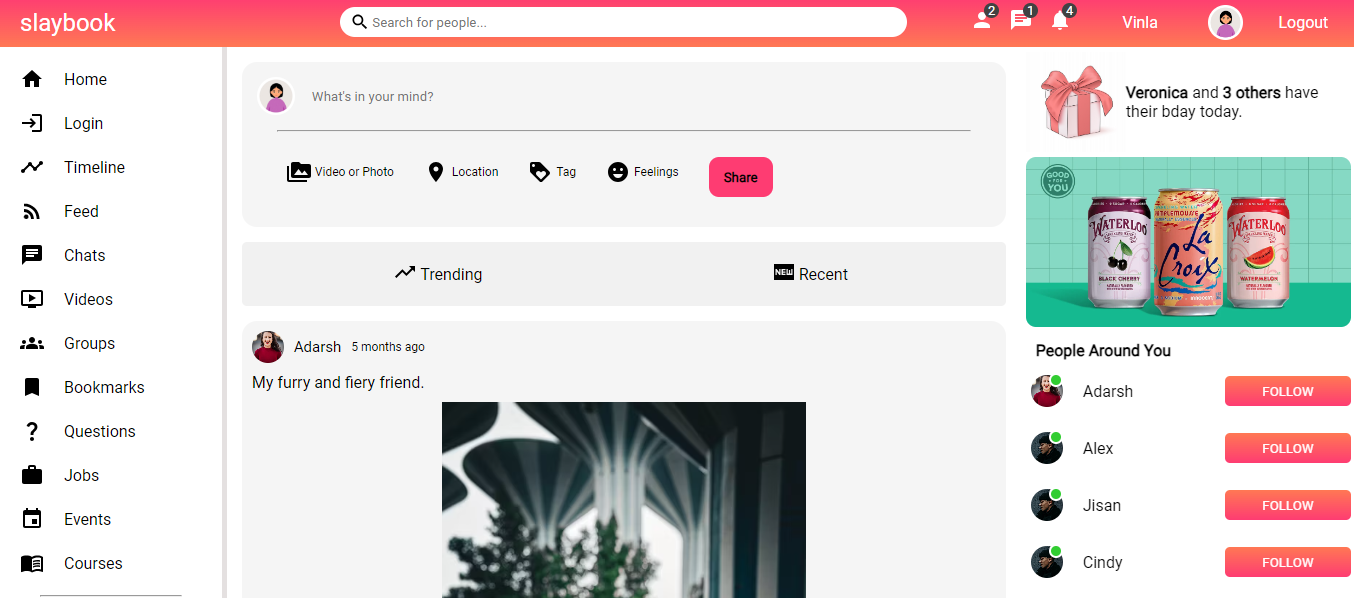 slaybook
Search for people...
2
1
4
Vinla
Logout
Home
Login
Timeline
Feed
Chats
Videos
Groups
Bookmarks
Questions
Jobs
Events
Courses
What's in your mind?
Video or Photo
Location
Tag
Feelings
Share
Trending
NEW
Recent
Adarsh
5 months ago
My furry and fiery friend.
Veronica and 3 others have
their bday today.
GOOD
FOR
YOU
WATERLOO
BLACK CHERRY
La
Croix
WATERLOO
WATERMELON
People Around You
Adarsh
FOLLOW
Alex
FOLLOW
Jisan
FOLLOW
Cindy
FOLLOW